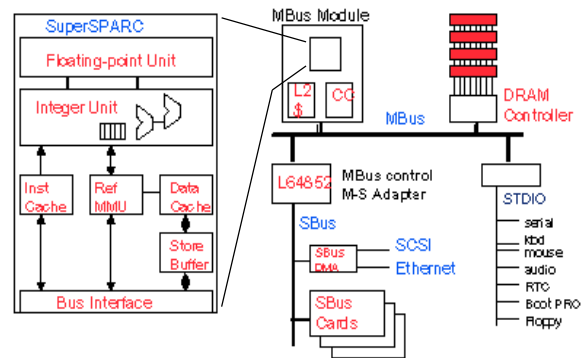 SuperSPARC
Floating-point Unit
Integer Unit
Inst
Cache
Ref
MMU
Data
Cache
Store
Buffer
Bus Interface
MBus Module
L2
$
CC
DRAM
Controller
MBus
L64852
MBus control
M-S Adapter
STDIO
SBus
SBus
DMA
SCSI
Ethernet
SBus
Cards
serial
kbd
mouse
audio
RTC
Boot PRO
Floppy